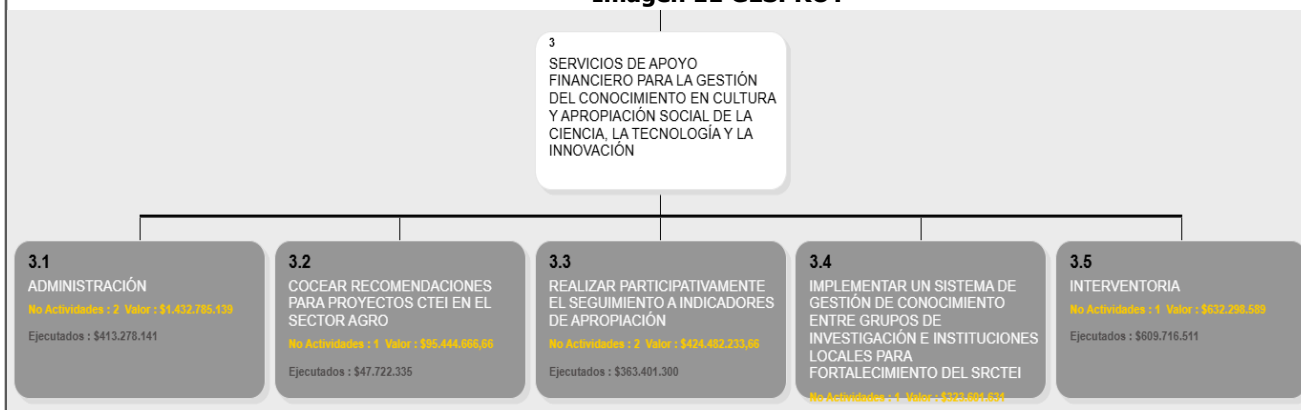 3
SERVICIOS DE APOYO
FINANCIERO PARA LA GESTIÓN
DEL CONOCIMIENTO EN CULTURA
Y APROPIACIÓN SOCIAL DE LA
CIENCIA, LA TECNOLOGÍA Y LA
INNOVACIÓN
3.1
ADMINISTRACIÓN
No Actividades : 2 Valor : $1.432.785.139
Ejecutados : $413.278.141
3.2
COCEAR RECOMENDACIONES
PARA PROYECTOS CTEI EN EL
SECTOR AGRO
No Actividades : 1 Valor : $95.444.666,66
Ejecutados : $47.722.335
3.3
REALIZAR PARTICIPATIVAMENTE
EL SEGUIMIENTO A INDICADORES
DE APROPIACIÓN
No Actividades : 2 Valor : $424.482.233,66
Ejecutados : $363.401.300
3.4
IMPLEMENTAR UN SISTEMA DE
GESTIÓN DE CONOCIMIENTO
ENTRE GRUPOS DE
INVESTIGACIÓN E INSTITUCIONES
LOCALES PARA
FORTALECIMIENTO DEL SRCTEI
No Actividades : 1 Valor :
3.5
INTERVENTORIA
No Actividades : 1 Valor : $632.298.589
Ejecutados : $609.716.511